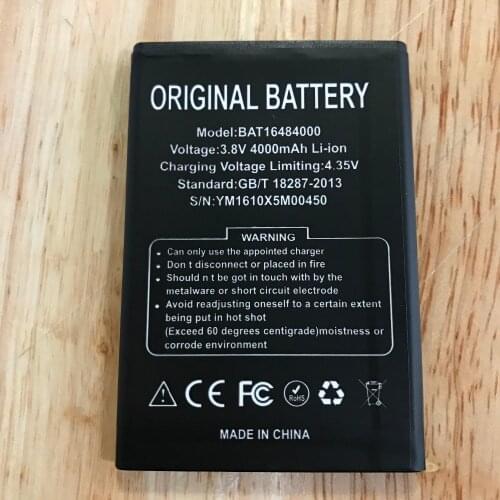 ORIGINAL BATTERY
Model:BAT16484000
Voltage:3.8V 4000mAh Li-ion
Charging Voltage Limiting:4.35V
Standard:GB/T 18287-2013
S/N:YM1610X5M00450
WARNING
• Can only use the appointed charger
• Don t disconnect or placed in fire
• Should n t be got in touch with by the
metalware or short circuit electrode
• Avoid readjusting oneself to a certain extent
being put in hot shot
(Exceed 60 degrees centigrade)moistness or
corrode environment
CE FC RoHS
MADE IN CHINA